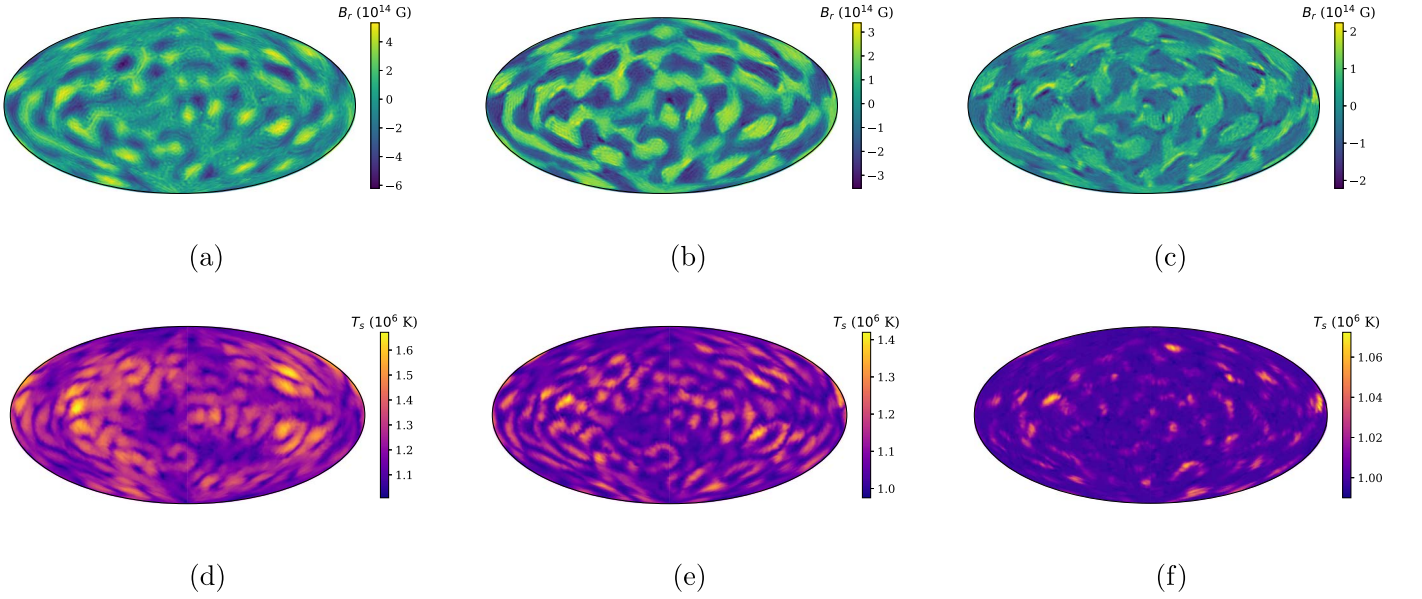 B_r (10^14 G)
4
2
0
−2
−4
−6
(a)
B_r (10^14 G)
3
2
1
0
−1
−2
−3
(b)
B_r (10^14 G)
2
1
0
−1
−2
(c)
T_s (10^6 K)
1.6
1.5
1.4
1.3
1.2
1.1
(d)
T_s (10^6 K)
1.4
1.3
1.2
1.1
1.0
(e)
T_s (10^6 K)
1.06
1.04
1.02
1.00
(f)